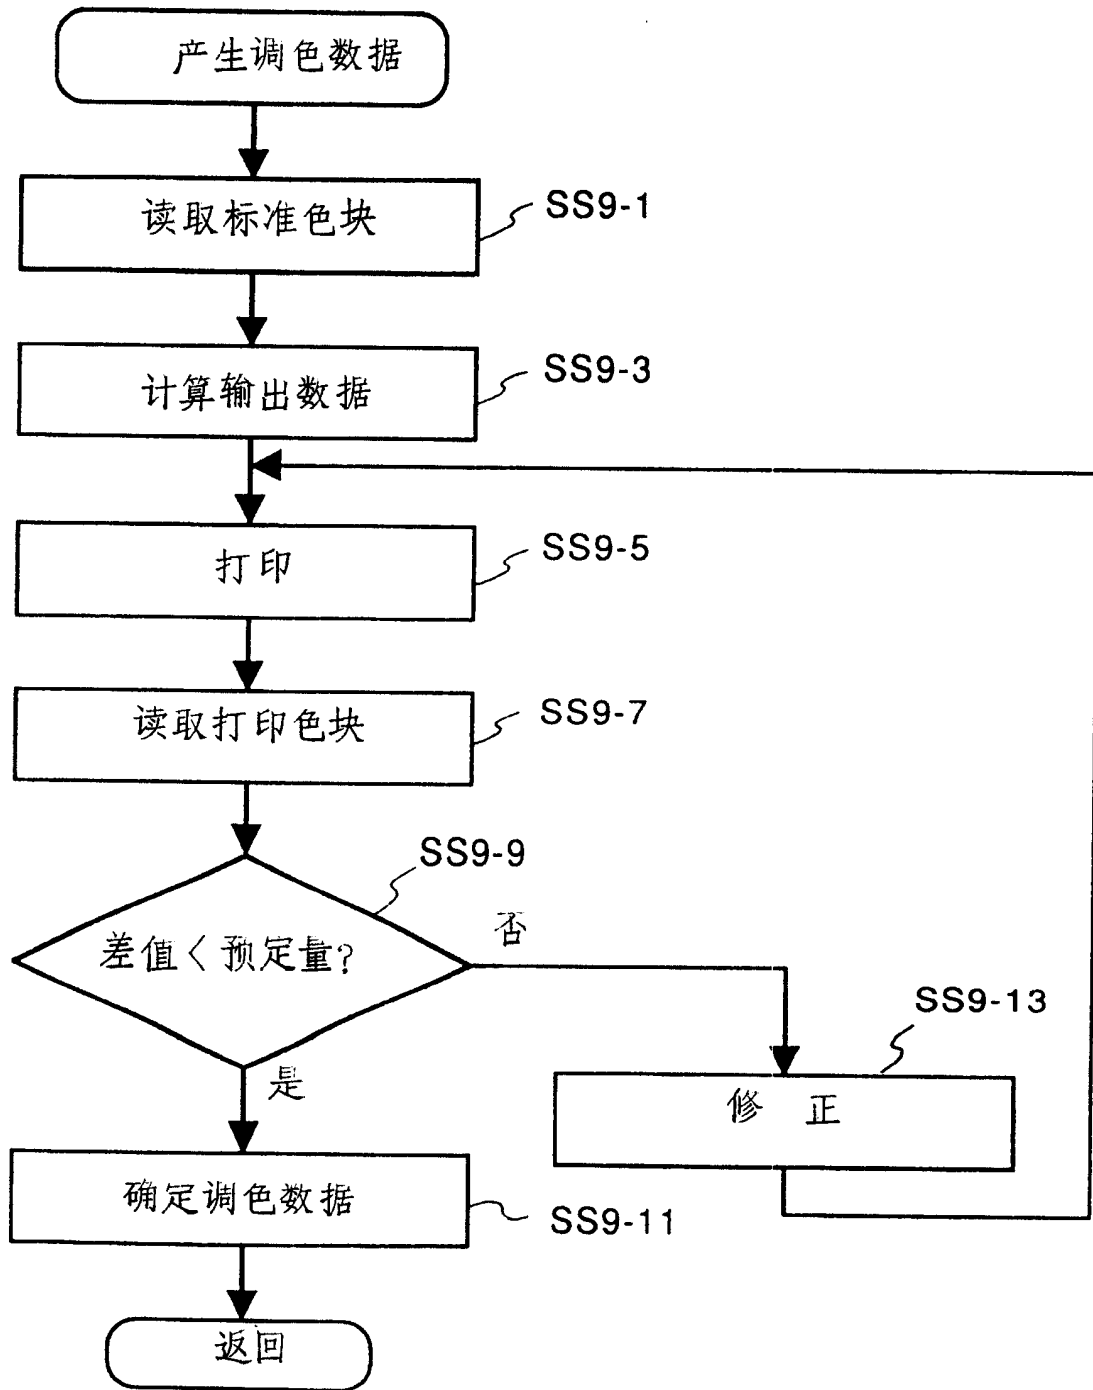 产生调色数据
读取标准色块
SS9-1
计算输出数据
SS9-3
打印
SS9-5
读取打印色块
SS9-7
SS9-9
差值<预定量?
否
SS9-13
修 正
是
确定调色数据
SS9-11
返回